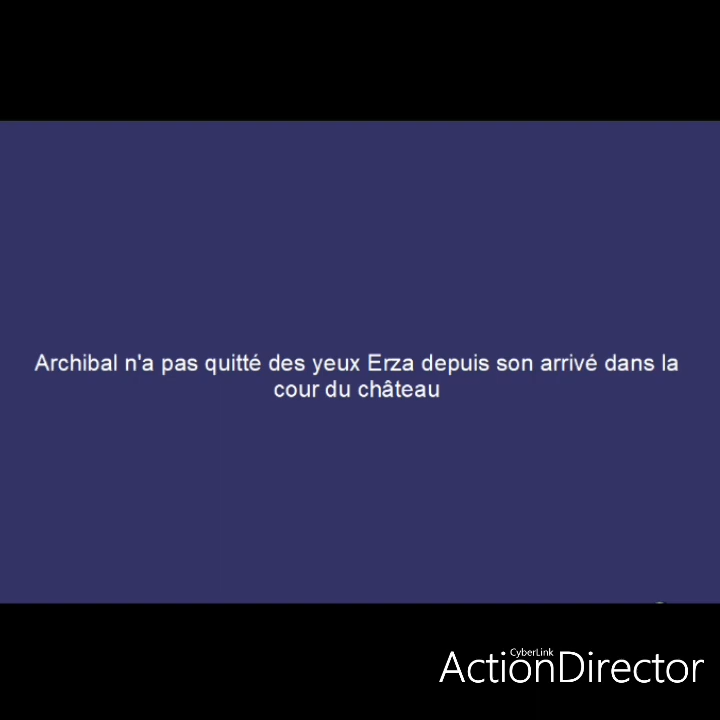 Archibal n'a pas quitté des yeux Erza depuis son arrivé dans la
cour du château
CyberLink
ActionDirector